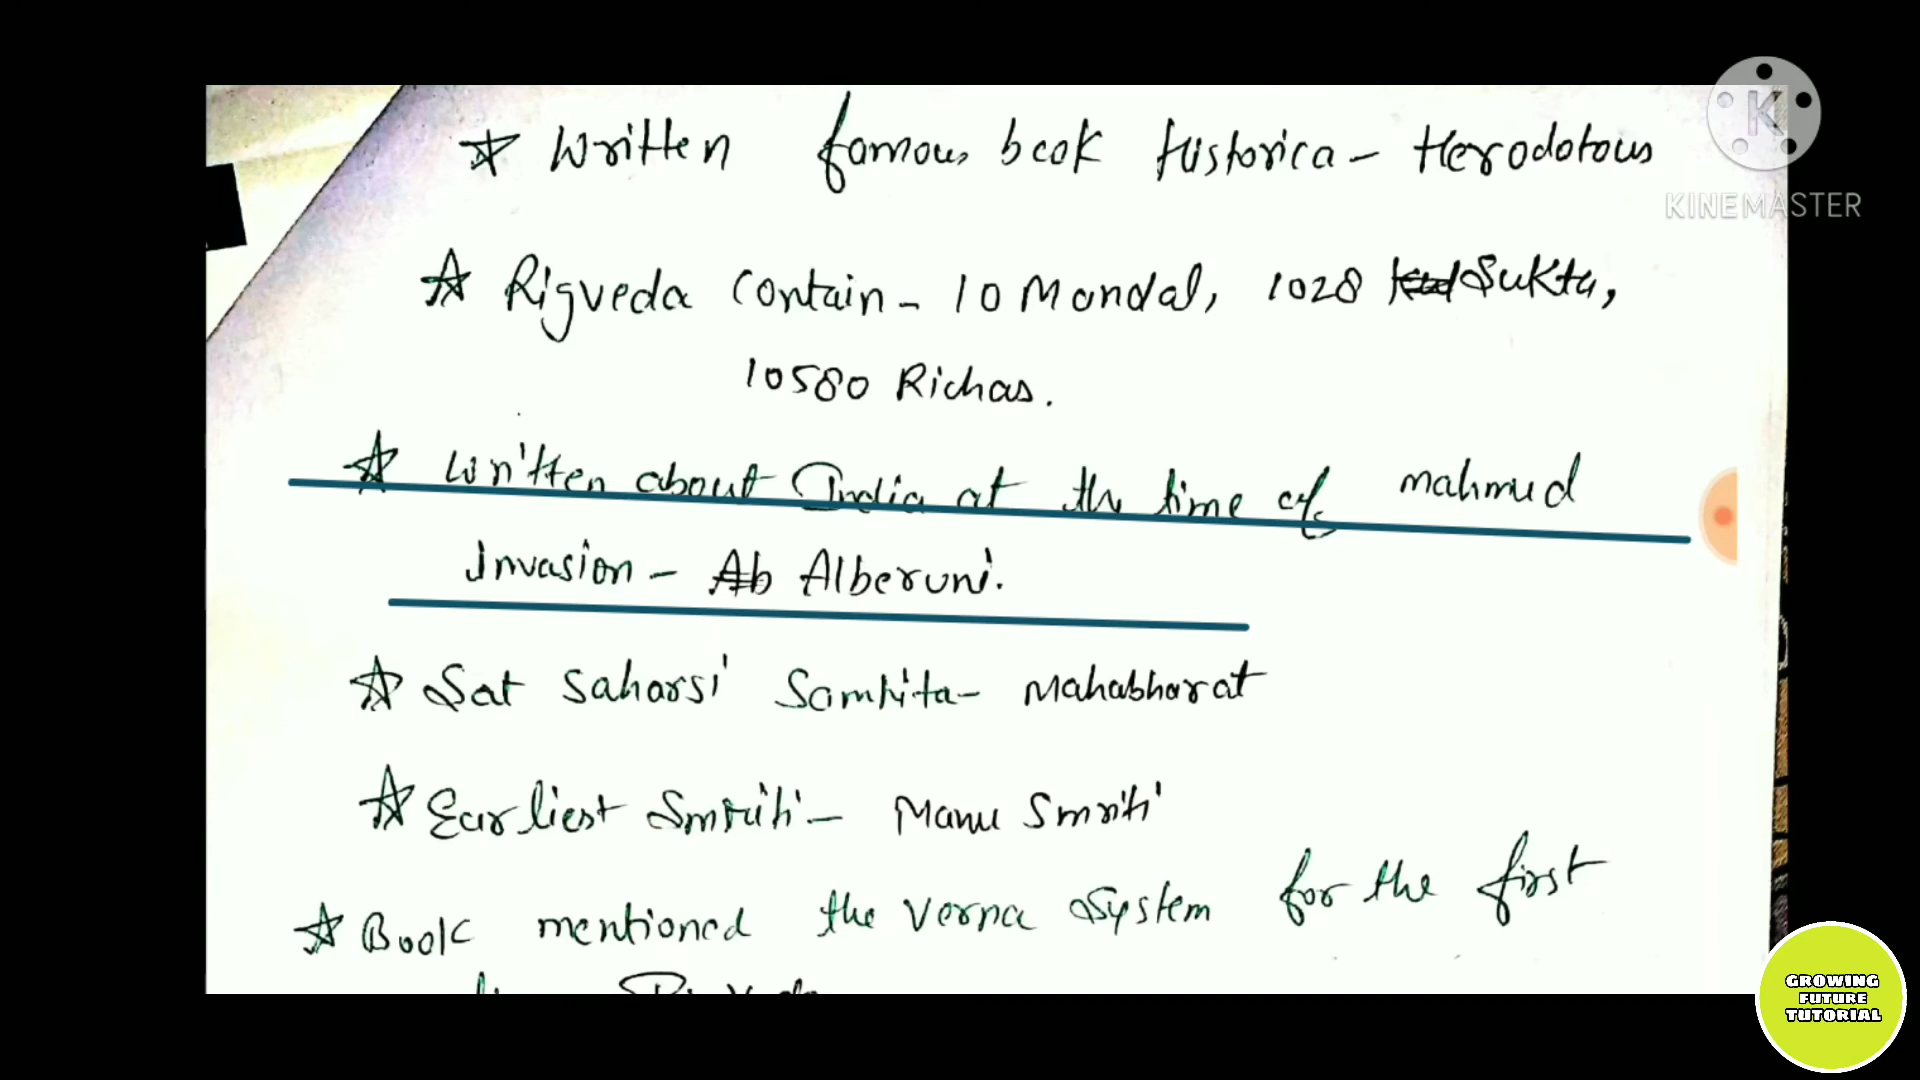 ☆ Written famous book Historica - Herodotous
K
KINEMASTER
☆ Rigveda Contain - 10 Mandal, 1028 Sukta,
10580 Richas.
☆ Written about India at the time of mahmud
Invasion - Ab Alberuni.
☆ Sat Saharsi Samhita - Mahabharat
☆ Earliest Smriti - Manu Smriti
☆ Book mentioned the Verna System for the first
GROWING
FUTURE
TUTORIAL